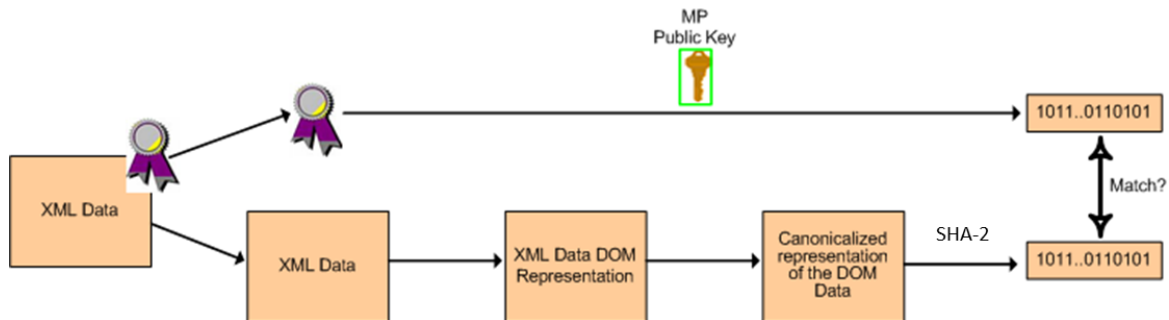 MP
Public Key
1011..0110101
Match?
XML Data
XML Data
XML Data DOM
Representation
Canonicalized
representation
of the DOM
Data
SHA-2
1011..0110101